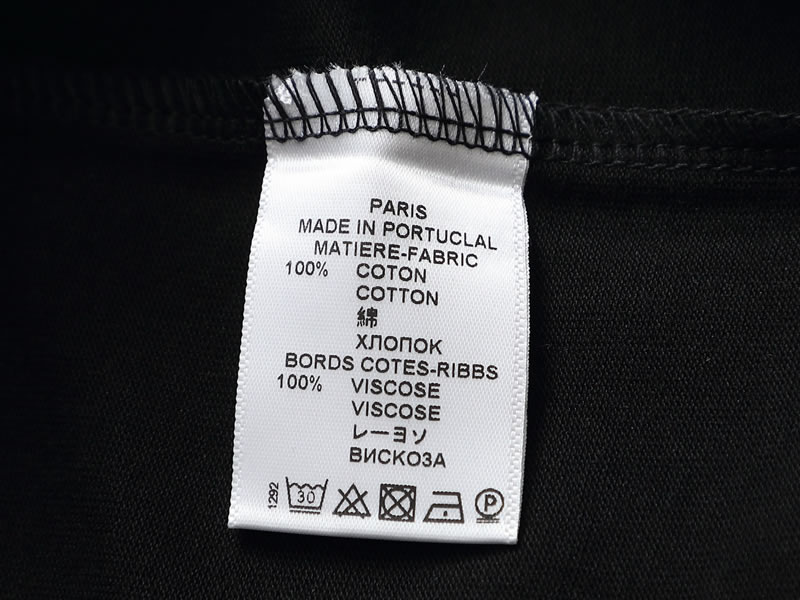 PARIS
MADE IN PORTUCLAL
MATIERE-FABRIC
100% COTON
COTTON
綿
ХЛОПОК
BORDS COTES-RIBBS
100% VISCOSE
VISCOSE
レーヨソ
ВИСКОЗА
1292 30 P